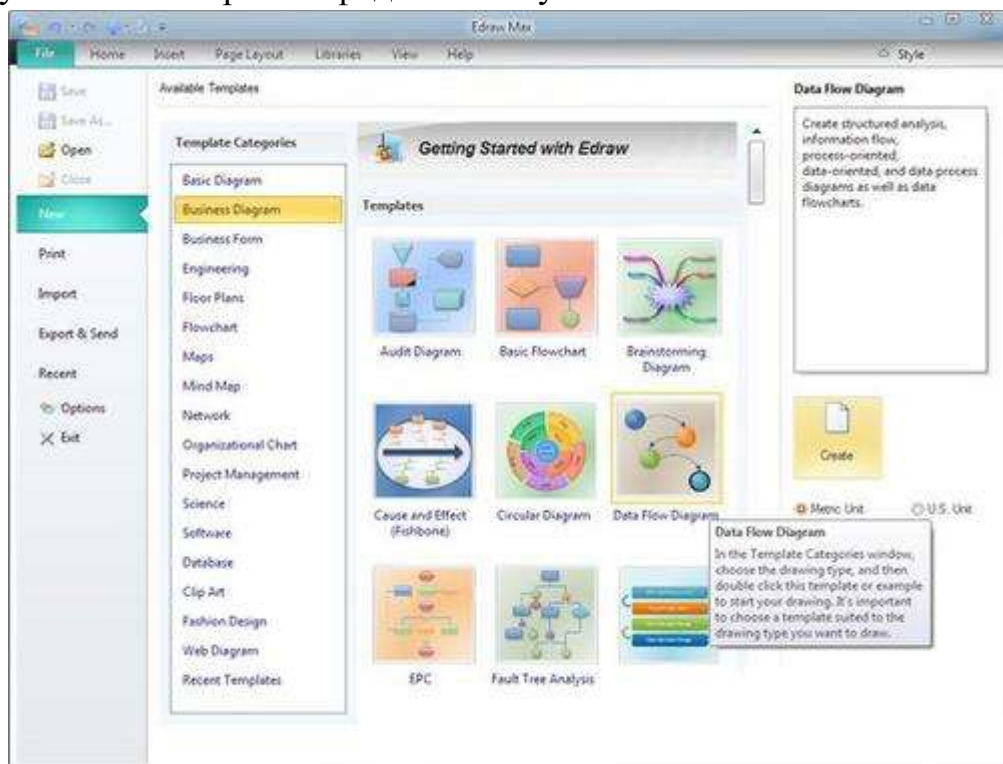 Edraw Max
File Home Insert Page Layout Libraries View Help Style
Save
Save As...
Open
Close
New
Print
Import
Export & Send
Recent
Options
Exit
Available Templates
Template Categories
Basic Diagram
Business Diagram
Business Form
Engineering
Floor Plans
Flowchart
Maps
Mind Map
Network
Organizational Chart
Project Management
Science
Software
Database
Clip Art
Fashion Design
Web Diagram
Recent Templates
Getting Started with Edraw
Templates
Audit Diagram
Basic Flowchart
Brainstorming
Diagram
Cause and Effect
(Fishbone)
Circular Diagram
Data Flow Diagram
EPC
Fault Tree Analysis
Data Flow Diagram
Create structured analysis,
information flow,
process-oriented,
data-oriented, and data process
diagrams as well as data
flowcharts.
Create
Metric Unit
U.S. Unit
Data Flow Diagram
In the Template Categories window,
choose the drawing type, and then
double click this template or example
to start your drawing. It's important
to choose a template suited to the
drawing type you want to draw.